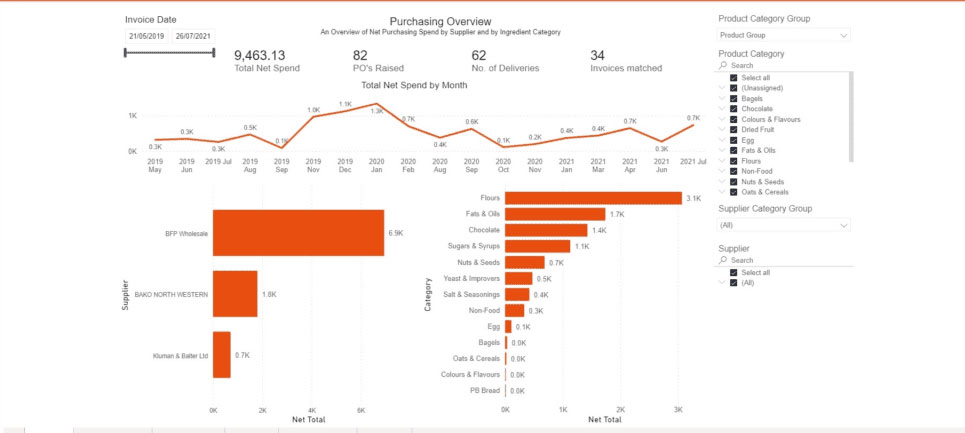 Invoice Date
21/05/2019 26/07/2021
Purchasing Overview
An Overview of Net Purchasing Spend by Supplier and by Ingredient Category
9,463.13 82 62 34
Total Net Spend PO's Raised No. of Deliveries Invoices matched
Total Net Spend by Month
1K
0K
0.3K 0.3K 0.3K 0.5K 0.1K 1.0K 1.1K 1.3K 0.7K 0.4K 0.6K 0.1K 0.2K 0.4K 0.4K 0.7K 0.3K 0.7K
2019 2019 Jun 2019 Jul 2019 2019 2019 2019 2020 2020 2020 2020 2020 2020 2021 2021 2021 2021 2021 Jul
May Aug Sep Nov Dec Jan Feb Aug Sep Oct Nov Jan Mar Apr Jun
Supplier
BFP Wholesale 6.9K
BAKO NORTH WESTERN 1.8K
Kluman & Balter Ltd 0.7K
0K 2K 4K 6K
Net Total
Category
Flours 3.1K
Fats & Oils 1.7K
Chocolate 1.4K
Sugars & Syrups 1.1K
Nuts & Seeds 0.7K
Yeast & Improvers 0.5K
Salt & Seasonings 0.4K
Non-Food 0.3K
Egg 0.1K
Bagels 0.0K
Oats & Cereals 0.0K
Colours & Flavours 0.0K
PB Bread 0.0K
0K 1K 2K 3K
Net Total
Product Category Group
Product Group
Product Category
Search
Select all
(Unassigned)
Bagels
Chocolate
Colours & Flavours
Dried Fruit
Egg
Fats & Oils
Flours
Non-Food
Nuts & Seeds
Oats & Cereals
Supplier Category Group
(All)
Supplier
Search
Select all
(All)